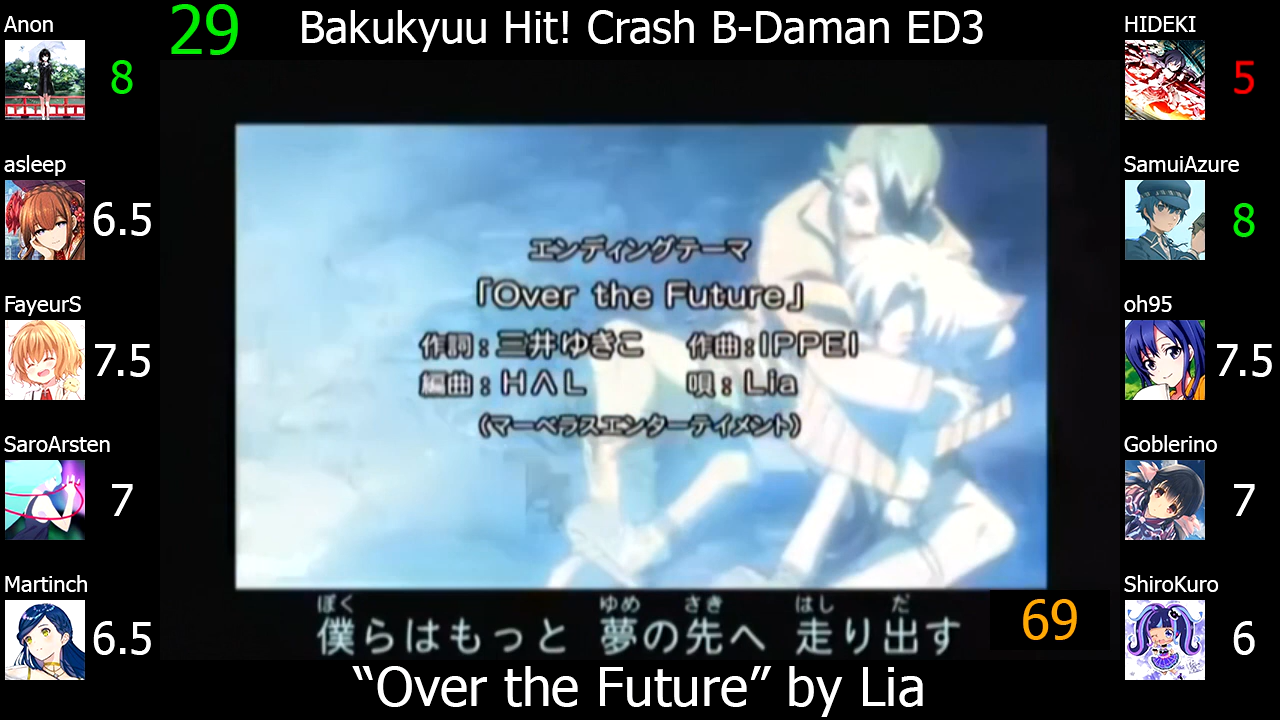 29
Bakukyuu Hit! Crash B-Daman ED3
Anon
8
asleep
6.5
FayeurS
7.5
SaroArsten
7
Martinch
6.5
エンディングテーマ
「Over the Future」
作詞：三井ゆきこ 作曲：IPPEI
編曲：HΛL 唄：Lia
（マーベラスエンターテイメント）
ぼく ゆめ さき はし だ
僕らはもっと 夢の先へ 走り出す
69
“Over the Future” by Lia
HIDEKI
5
SamuiAzure
8
oh95
7.5
Goblerino
7
ShiroKuro
6